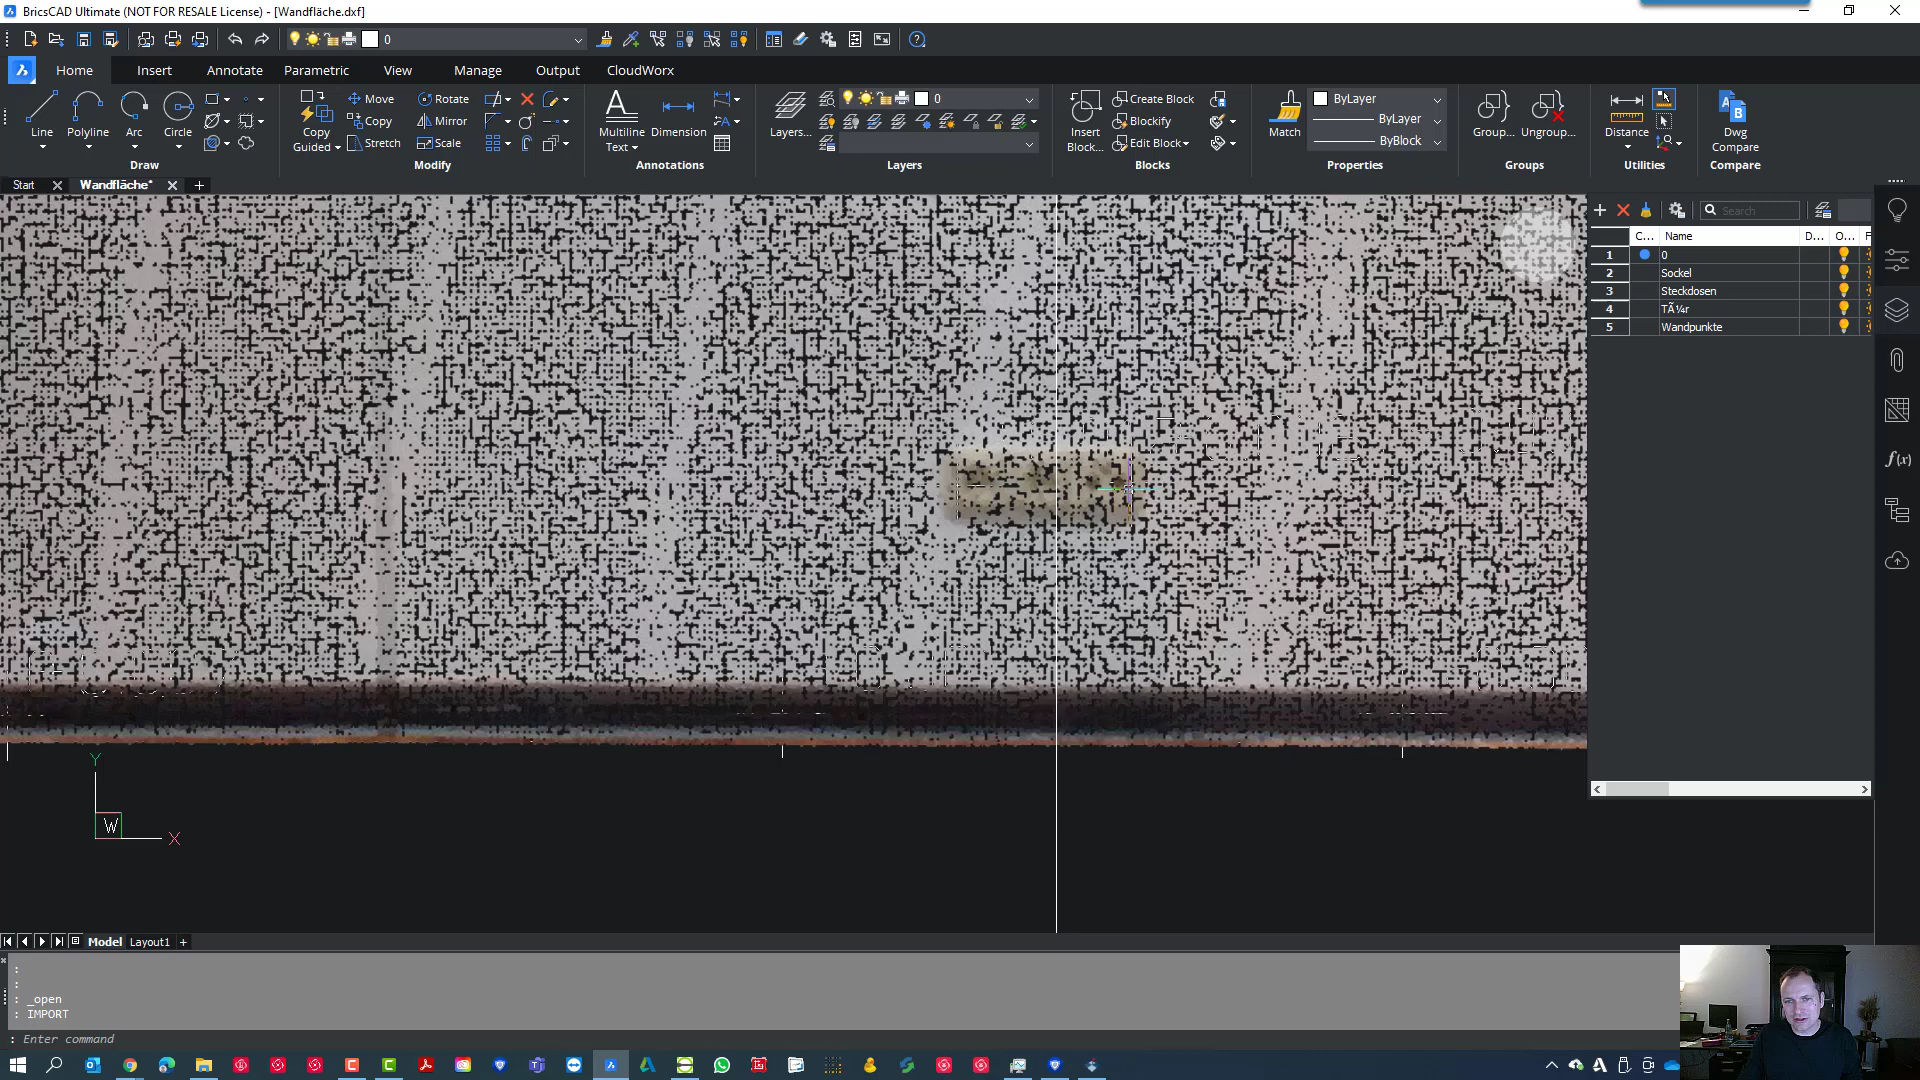 BricsCAD Ultimate (NOT FOR RESALE License) - [Wandfläche.dxf]
0
Home
Insert
Annotate
Parametric
View
Manage
Output
CloudWorx
Line
Polyline
Arc
Circle
Draw
Copy
Guided
Move
Copy
Stretch
Rotate
Mirror
Scale
Modify
Multiline
Text
Dimension
Annotations
Layers...
0
Layers
Insert
Block...
Create Block
Blockify
Edit Block
Blocks
Match
ByLayer
ByLayer
ByBlock
Properties
Group...
Ungroup...
Groups
Distance
Utilities
Dwg
Compare
Compare
Start
Wandfläche*
Search
C... Name D... O... F
1 0
2 Sockel
3 Steckdosen
4 TÃ¼r
5 Wandpunkte
f(x)
Y
W
X
Model
Layout1
:
:
: _open
: IMPORT
: Enter command